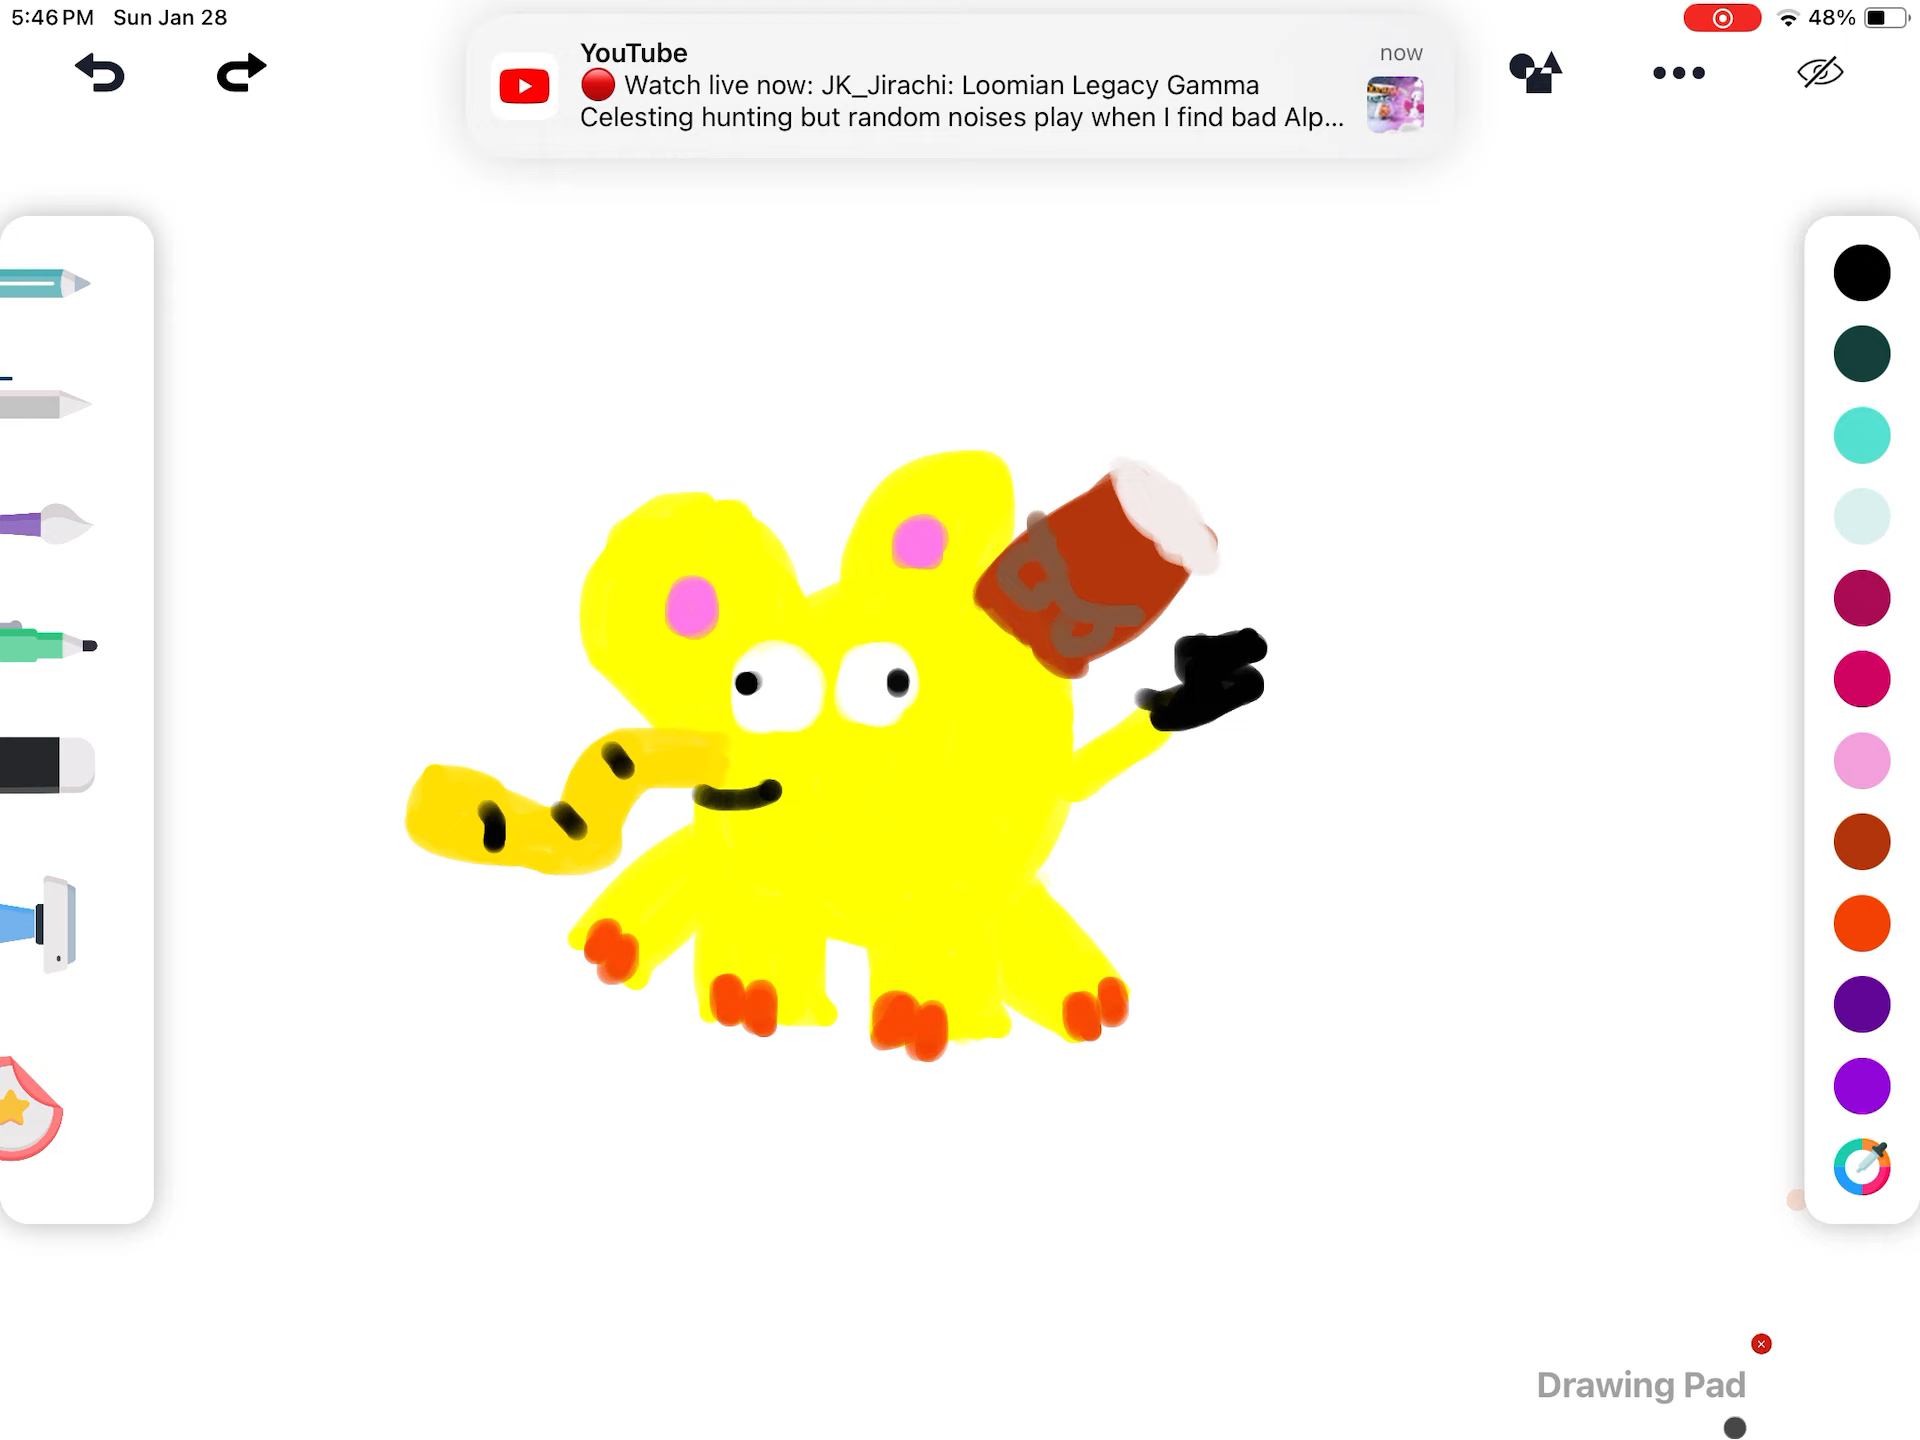 5:46 PM Sun Jan 28
48%
YouTube
now
🔴 Watch live now: JK_Jirachi: Loomian Legacy Gamma
Celesting hunting but random noises play when I find bad Alp...
Drawing Pad